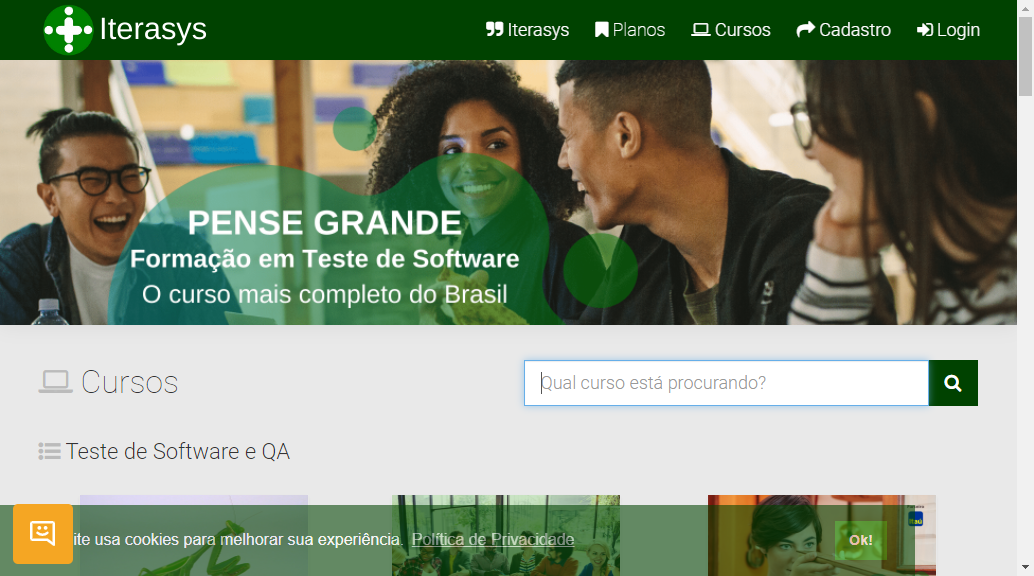 Iterasys
Iterasys Planos Cursos Cadastro Login
PENSE GRANDE
Formação em Teste de Software
O curso mais completo do Brasil
Cursos
Qual curso está procurando?
Teste de Software e QA
ite usa cookies para melhorar sua experiência. Política de Privacidade
Ok!